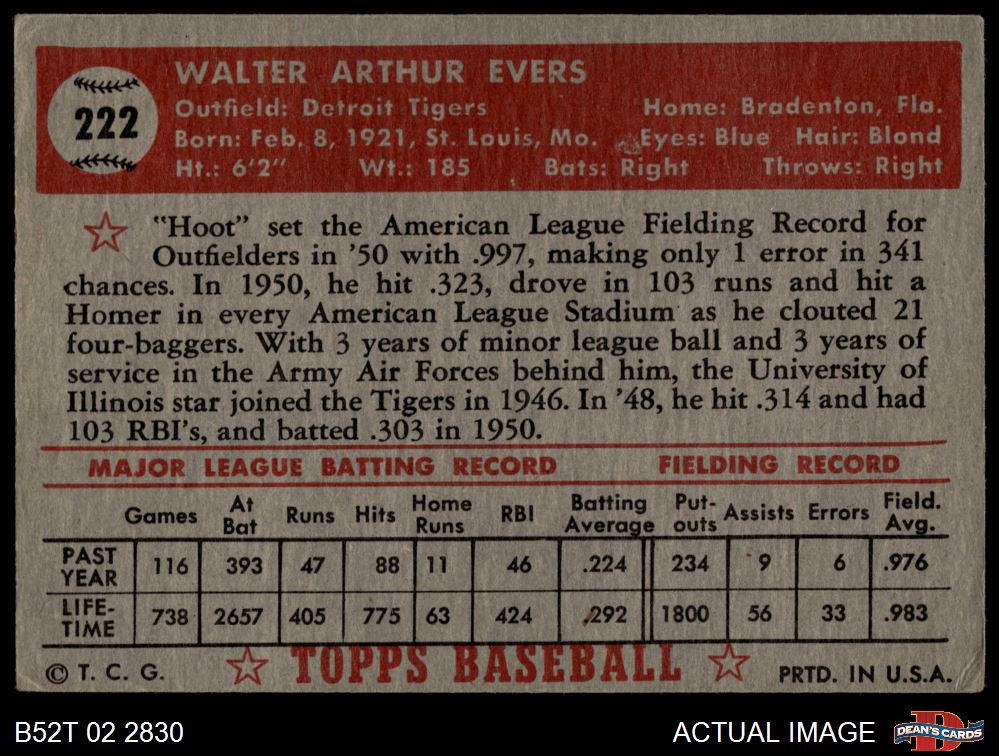 WALTER ARTHUR EVERS
222
Outfield: Detroit Tigers Home: Bradenton, Fla.
Born: Feb. 8, 1921, St. Louis, Mo. Eyes: Blue Hair: Blond
Ht.: 6'2" Wt.: 185 Bats: Right Throws: Right
"Hoot" set the American League Fielding Record for
Outfielders in '50 with .997, making only 1 error in 341
chances. In 1950, he hit .323, drove in 103 runs and hit a
Homer in every American League Stadium as he clouted 21
four-baggers. With 3 years of minor league ball and 3 years of
service in the Army Air Forces behind him, the University of
Illinois star joined the Tigers in 1946. In '48, he hit .314 and had
103 RBI's, and batted .303 in 1950.
MAJOR LEAGUE BATTING RECORD FIELDING RECORD
Games At Bat Runs Hits Home Runs RBI Batting Average Put-outs Assists Errors Field. Avg.
PAST YEAR 116 393 47 88 11 46 .224 234 9 6 .976
LIFE-TIME 738 2657 405 775 63 424 .292 1800 56 33 .983
© T. C. G. TOPPS BASEBALL PRTD. IN U.S.A.
B52T 02 2830 ACTUAL IMAGE DEAN'S CARDS